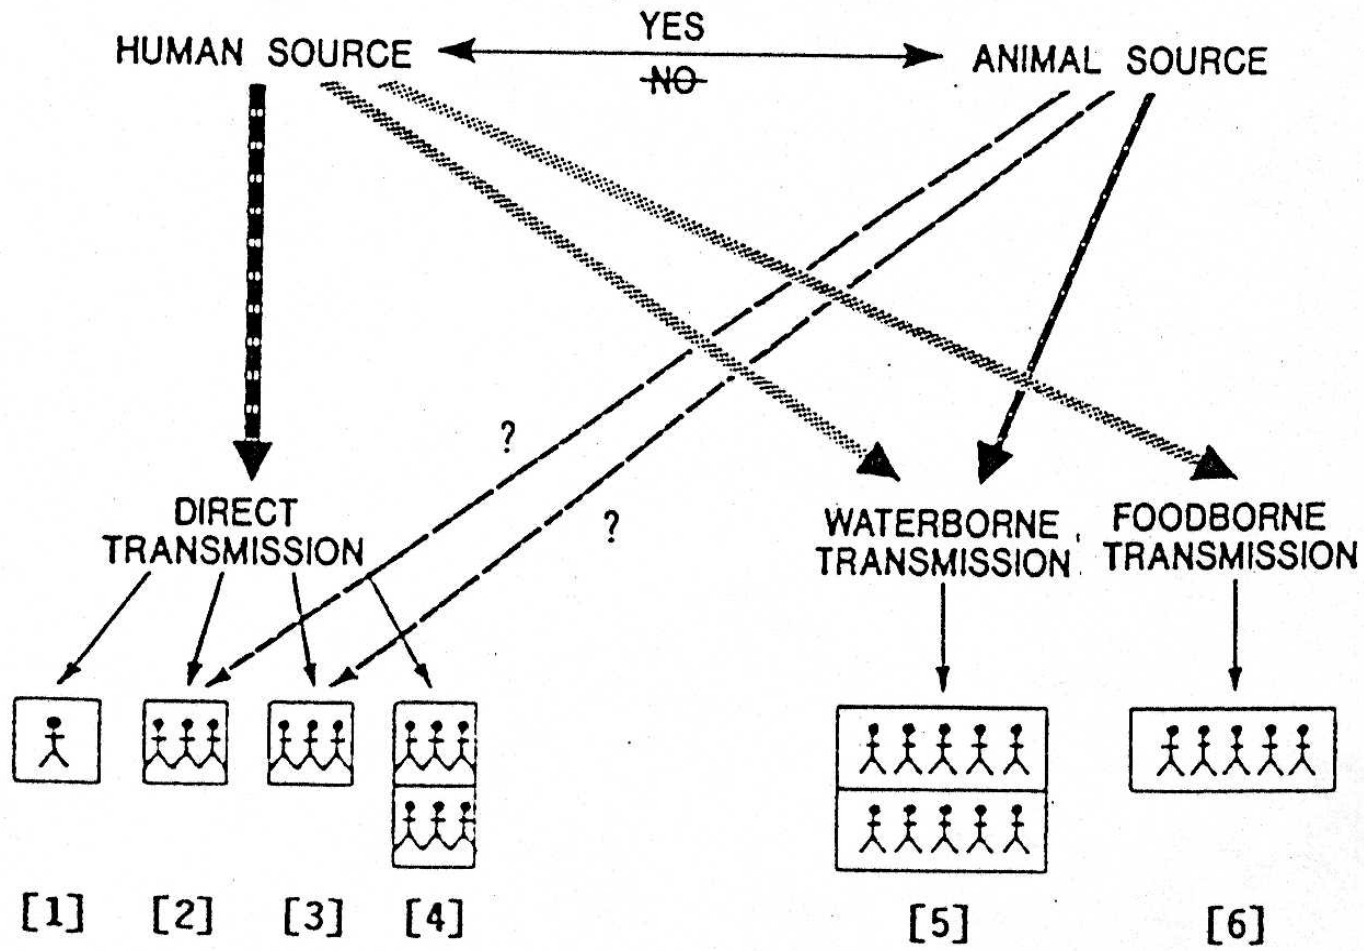 YES
HUMAN SOURCE
ANIMAL SOURCE
NO
?
?
DIRECT
TRANSMISSION
WATERBORNE
TRANSMISSION
FOODBORNE
TRANSMISSION
[1] [2] [3] [4] [5] [6]